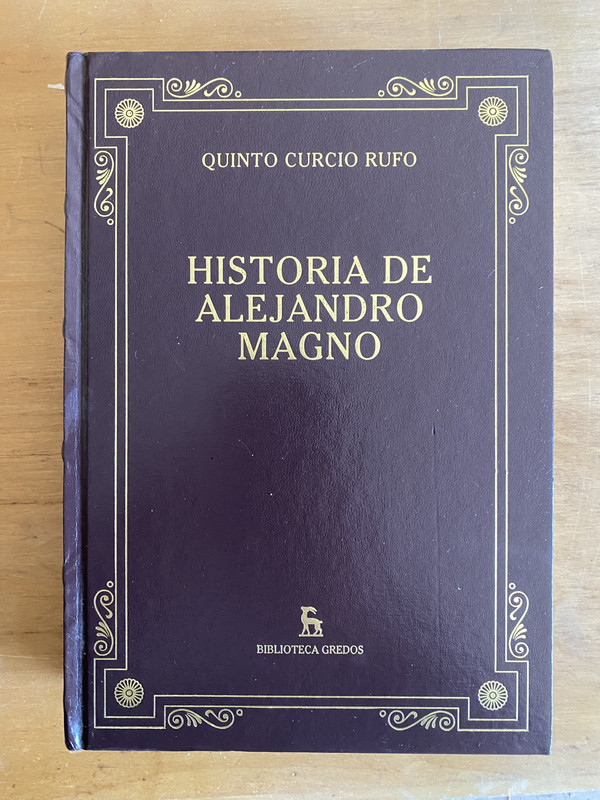 QUINTO CURCIO RUFO
HISTORIA DE
ALEJANDRO
MAGNO
BIBLIOTECA GREDOS